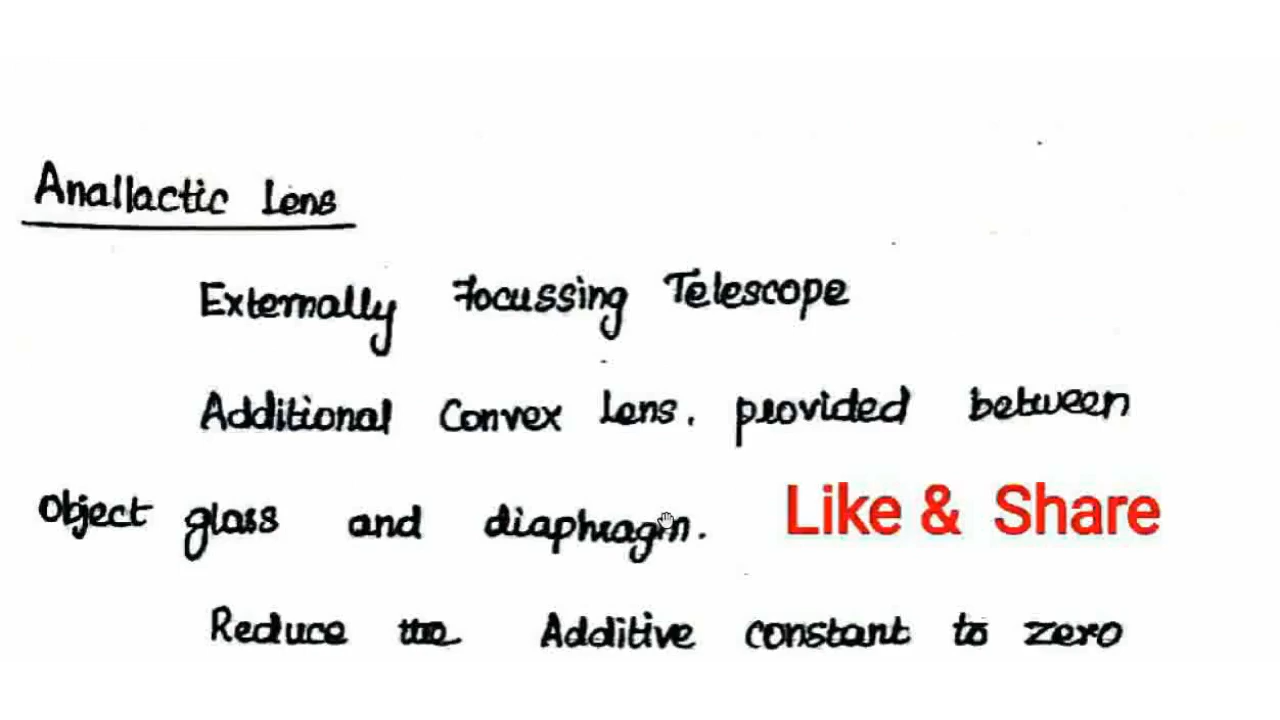 Anallactic Lens
Externally Focussing Telescope
Additional Convex Lens. provided between
object glass and diaphragm.
Like & Share
Reduce the Additive constant to zero